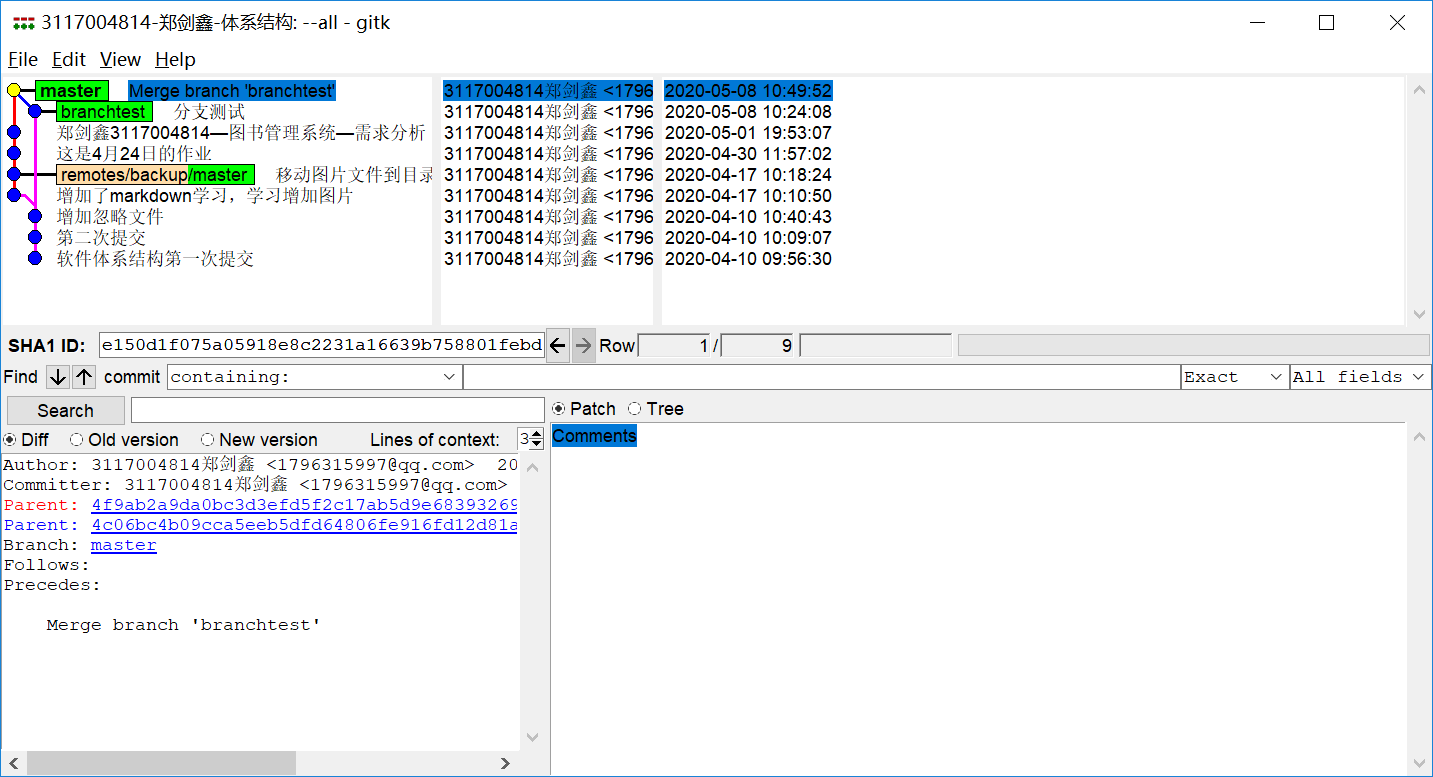 3117004814-郑剑鑫-体系结构: --all - gitk
File Edit View Help
master Merge branch 'branchtest' 3117004814郑剑鑫 <1796 2020-05-08 10:49:52
branchtest 分支测试 3117004814郑剑鑫 <1796 2020-05-08 10:24:08
郑剑鑫3117004814—图书管理系统—需求分析 3117004814郑剑鑫 <1796 2020-05-01 19:53:07
这是4月24日的作业 3117004814郑剑鑫 <1796 2020-04-30 11:57:02
remotes/backup/master 移动图片文件到目录 3117004814郑剑鑫 <1796 2020-04-17 10:18:24
增加了markdown学习，学习增加图片 3117004814郑剑鑫 <1796 2020-04-17 10:10:50
增加忽略文件 3117004814郑剑鑫 <1796 2020-04-10 10:40:43
第二次提交 3117004814郑剑鑫 <1796 2020-04-10 10:09:07
软件体系结构第一次提交 3117004814郑剑鑫 <1796 2020-04-10 09:56:30
SHA1 ID: e150d1f075a05918e8c2231a16639b758801febd Row 1 / 9
Find commit containing: Exact All fields
Search Patch Tree
Diff Old version New version Lines of context: 3
Comments
Author: 3117004814郑剑鑫 <1796315997@qq.com> 20
Committer: 3117004814郑剑鑫 <1796315997@qq.com>
Parent: 4f9ab2a9da0bc3d3efd5f2c17ab5d9e68393269
Parent: 4c06bc4b09cca5eeb5dfd64806fe916fd12d81a
Branch: master
Follows:
Precedes:
Merge branch 'branchtest'